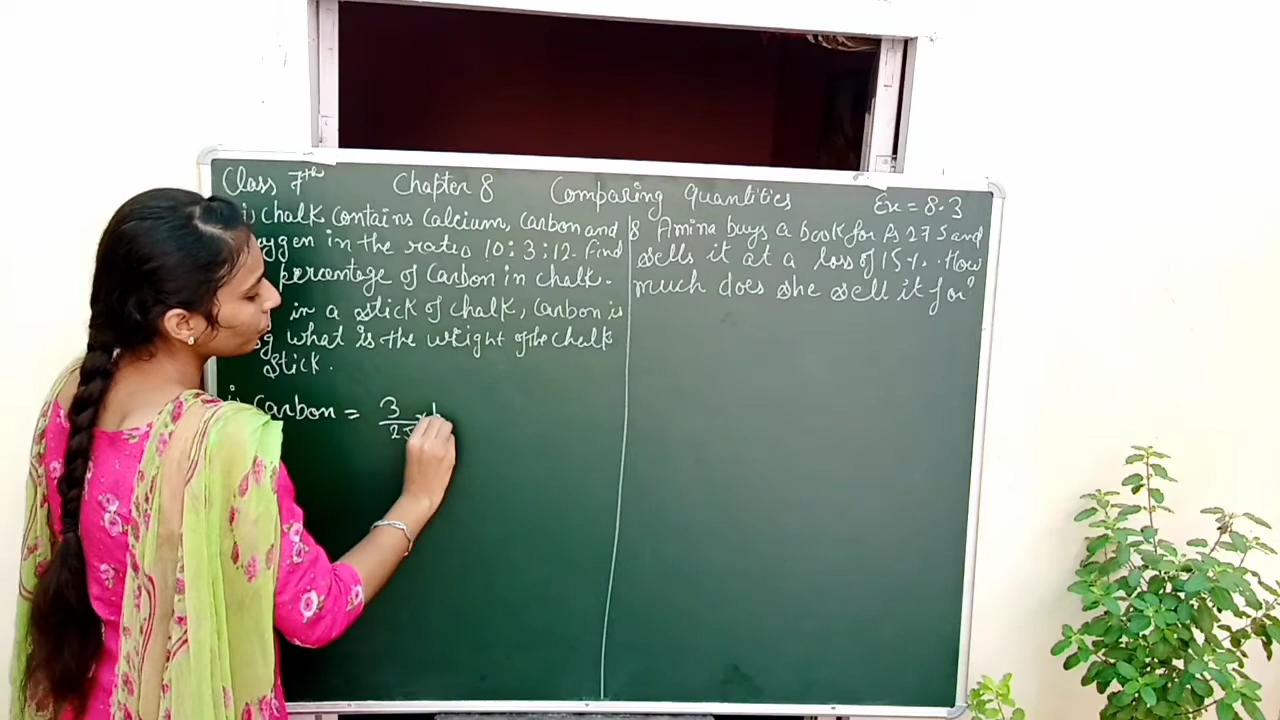 Class 7th Chapter 8 Comparing Quantities Ex = 8.3
i) chalk contains Calcium, Carbon and
in the ratio 10 : 3 : 12. Find
percentage of Carbon in chalk.
in a stick of chalk, Carbon is
g what is the weight of the chalk
stick.
i) Carbon = 3/25 × 1
8 Amina buys a book for Rs 275 and
sells it at a loss of 15%. How
much does she sell it for?